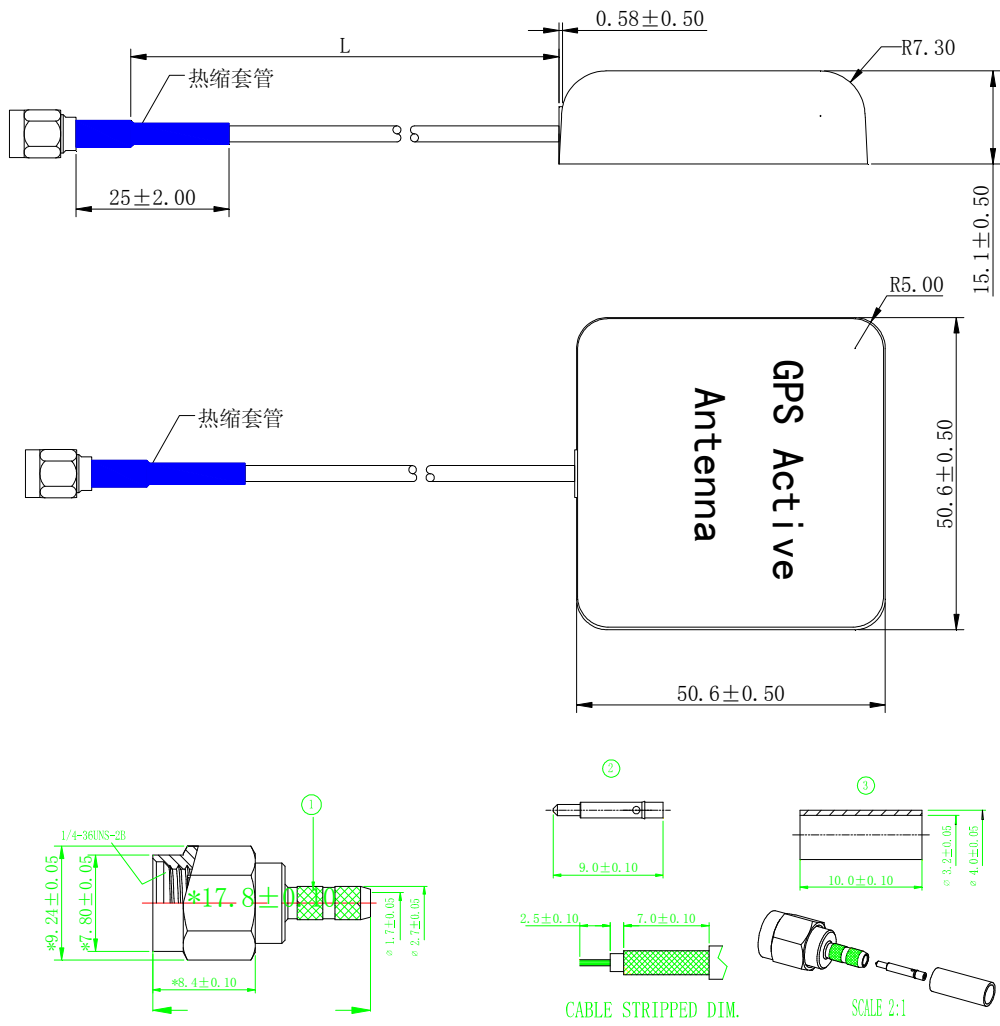 0.58±0.50
L
R7.30
热缩套管
25±2.00
15.1±0.50
R5.00
GPS Active
Antenna
热缩套管
50.6±0.50
50.6±0.50
②
①
③
1/4-36UNS-2B
*9.24±0.05
*7.80±0.05
*17.8±0.10
ø 1.7±0.05
ø 2.7±0.05
*8.4±0.10
9.0±0.10
ø 3.2±0.05
ø 4.0±0.05
10.0±0.10
2.5±0.10
7.0±0.10
CABLE STRIPPED DIM.
SCALE 2:1